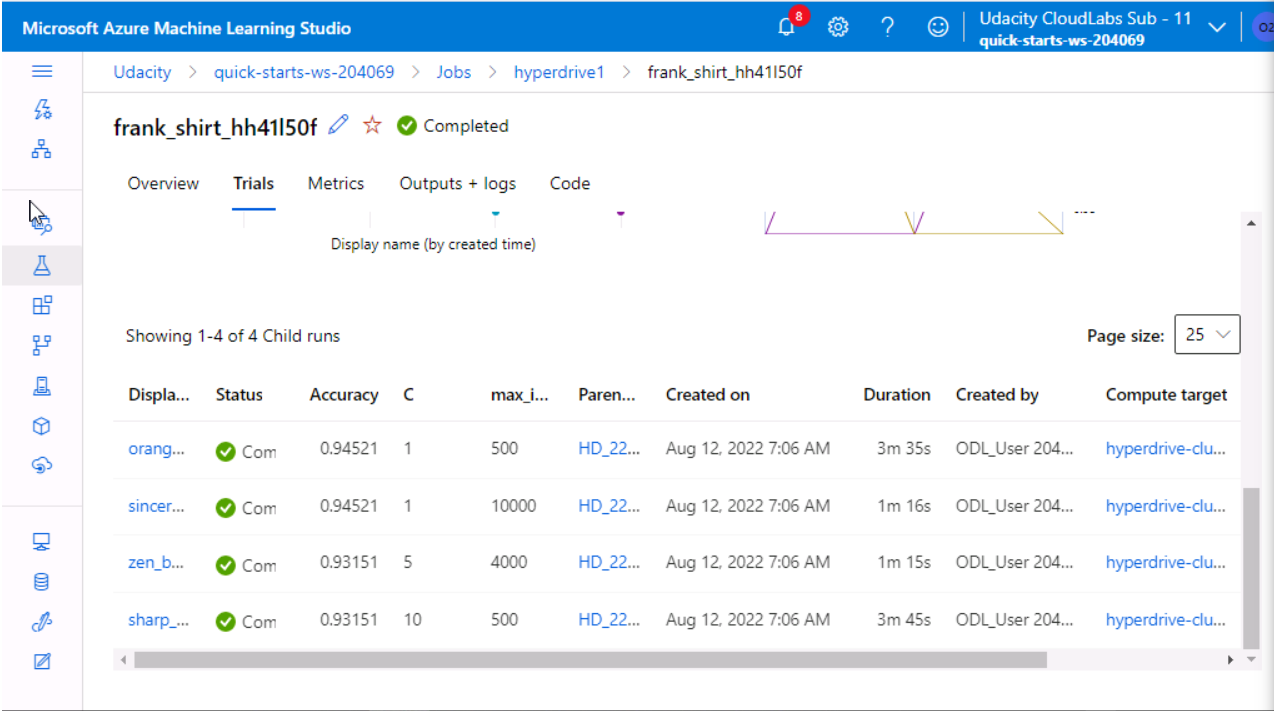 Microsoft Azure Machine Learning Studio
8
?
Udacity CloudLabs Sub - 11
quick-starts-ws-204069
OZ
Udacity > quick-starts-ws-204069 > Jobs > hyperdrive1 > frank_shirt_hh41l50f
frank_shirt_hh41l50f Completed
Overview Trials Metrics Outputs + logs Code
Display name (by created time)
Showing 1-4 of 4 Child runs
Page size: 25
Displa... Status Accuracy C max_i... Paren... Created on Duration Created by Compute target
orang... Com 0.94521 1 500 HD_22... Aug 12, 2022 7:06 AM 3m 35s ODL_User 204... hyperdrive-clu...
sincer... Com 0.94521 1 10000 HD_22... Aug 12, 2022 7:06 AM 1m 16s ODL_User 204... hyperdrive-clu...
zen_b... Com 0.93151 5 4000 HD_22... Aug 12, 2022 7:06 AM 1m 15s ODL_User 204... hyperdrive-clu...
sharp_... Com 0.93151 10 500 HD_22... Aug 12, 2022 7:06 AM 3m 45s ODL_User 204... hyperdrive-clu...